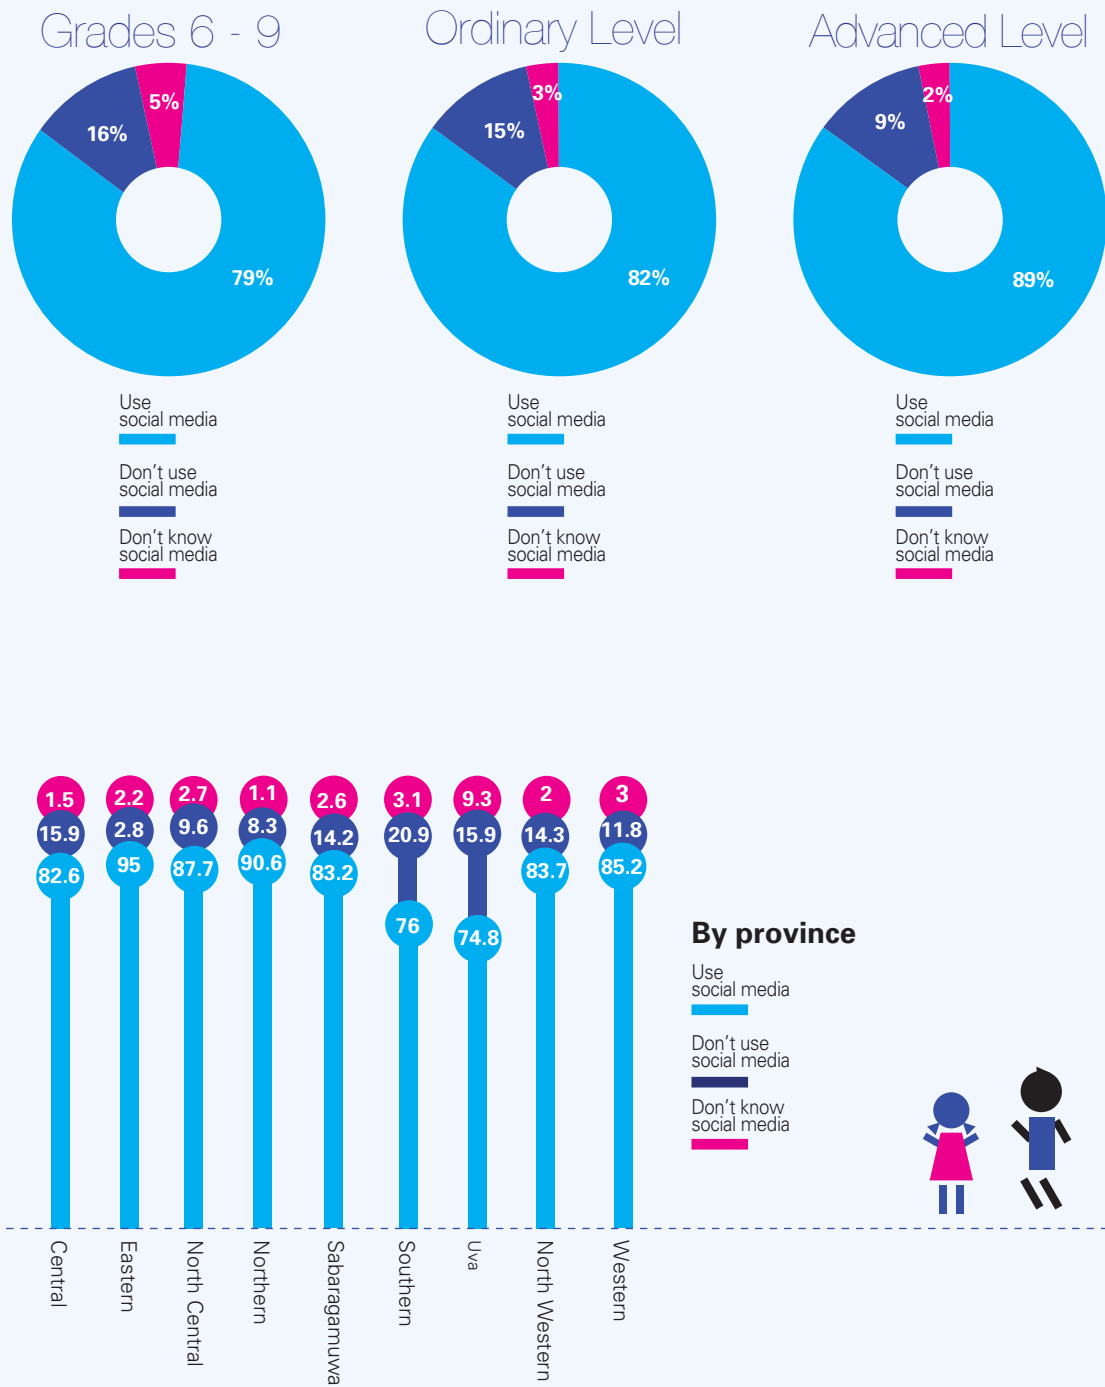 Grades 6 - 9
5%
16%
79%
Use
social media
Don't use
social media
Don't know
social media
Ordinary Level
3%
15%
82%
Use
social media
Don't use
social media
Don't know
social media
Advanced Level
2%
9%
89%
Use
social media
Don't use
social media
Don't know
social media
1.5
2.2
2.7
1.1
2.6
3.1
9.3
2
3
15.9
2.8
9.6
8.3
14.2
20.9
15.9
14.3
11.8
82.6
95
87.7
90.6
83.2
76
74.8
83.7
85.2
By province
Use
social media
Don't use
social media
Don't know
social media
Central
Eastern
North Central
Northern
Sabaragamuwa
Southern
Uva
North Western
Western